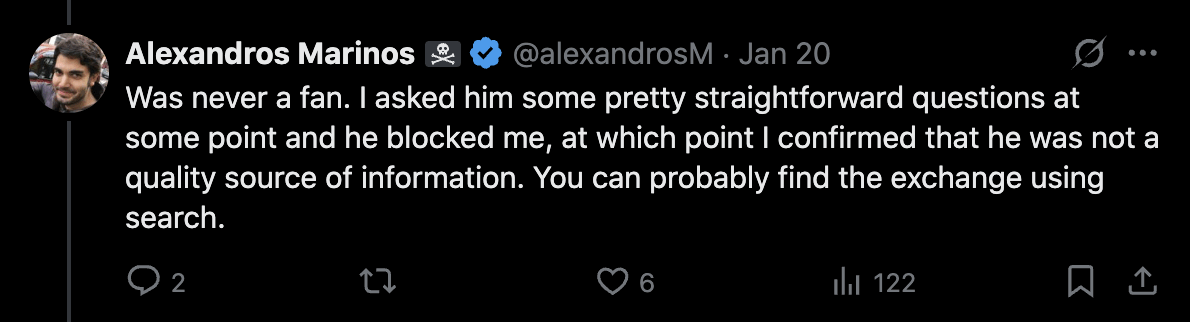 Alexandros Marinos @alexandrosM · Jan 20
Was never a fan. I asked him some pretty straightforward questions at
some point and he blocked me, at which point I confirmed that he was not a
quality source of information. You can probably find the exchange using
search.
2 6 122